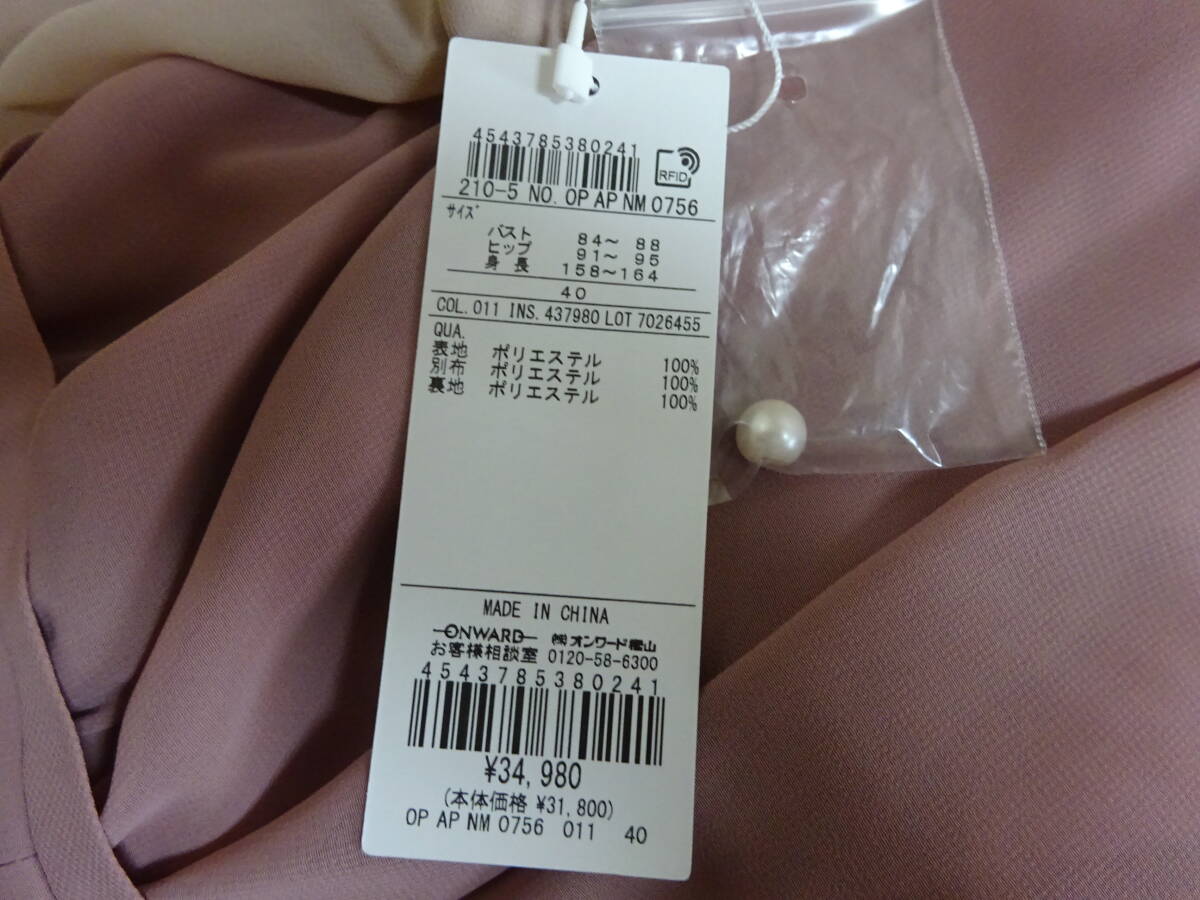 4543785380241
RFID
210-5 NO. OP AP NM 0756
サイズ
バスト 84～ 88
ヒップ 91～ 95
身長 158～164
40
COL. 011 INS. 437980 LOT 7026455
QUA.
表地 ポリエステル 100%
別布 ポリエステル 100%
裏地 ポリエステル 100%
MADE IN CHINA
ONWARD ㈱オンワード樫山
お客様相談室 0120-58-6300
4543785380241
¥34,980
(本体価格 ¥31,800)
OP AP NM 0756 011 40